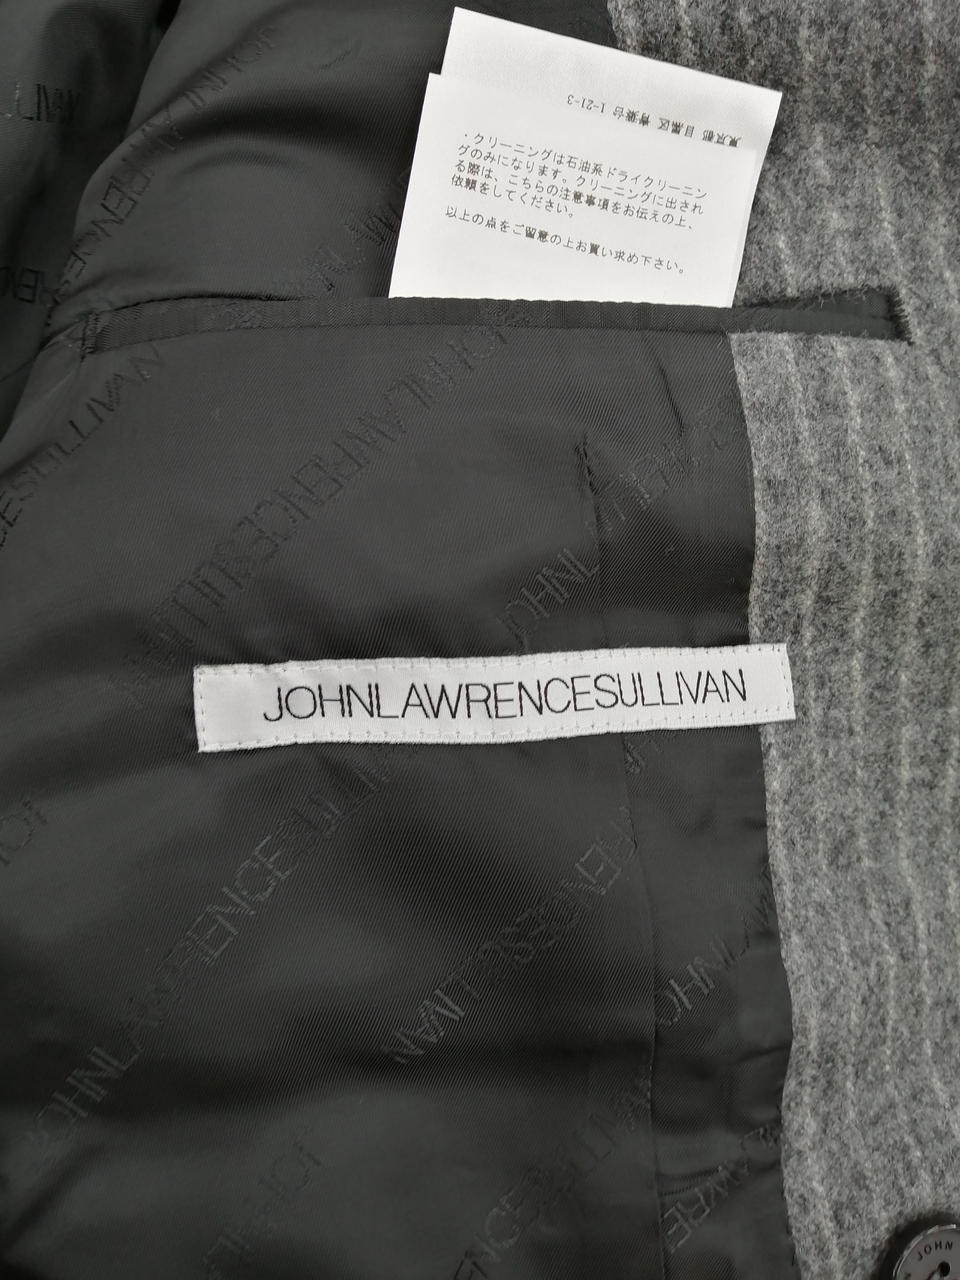 東京都 目黒区 青葉台 1-21-3
・クリーニングは石油系ドライクリーニン
グのみになります。クリーニングに出され
る際は、こちらの注意事項をお伝えの上、
依頼をしてください。
以上の点をご留意の上お買い求め下さい。
JOHNLAWRENCESULLIVAN
JOHNLAWRENCESULLIVAN
JOHNLAWRENCESULLIVAN
JOHN